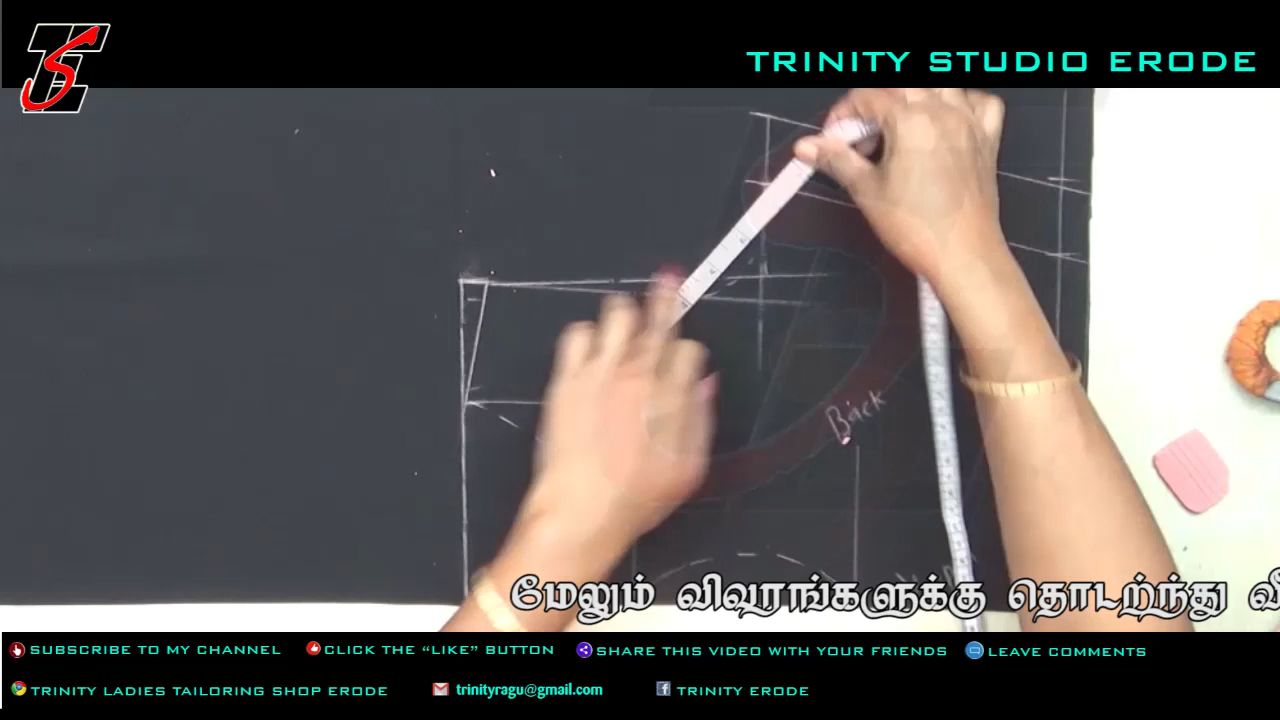 TRINITY STUDIO ERODE
Back
மேலும் விவரங்களுக்கு தொடற்ந்து வீ
SUBSCRIBE TO MY CHANNEL
CLICK THE “LIKE” BUTTON
SHARE THIS VIDEO WITH YOUR FRIENDS
LEAVE COMMENTS
TRINITY LADIES TAILORING SHOP ERODE
trinityragu@gmail.com
TRINITY ERODE